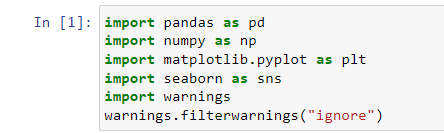 In [1]: import pandas as pd
import numpy as np
import matplotlib.pyplot as plt
import seaborn as sns
import warnings
warnings.filterwarnings("ignore")